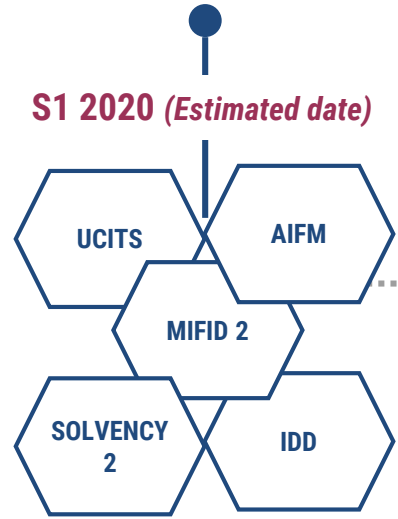 S1 2020 (Estimated date)
UCITS
AIFM
MIFID 2
SOLVENCY
2
IDD